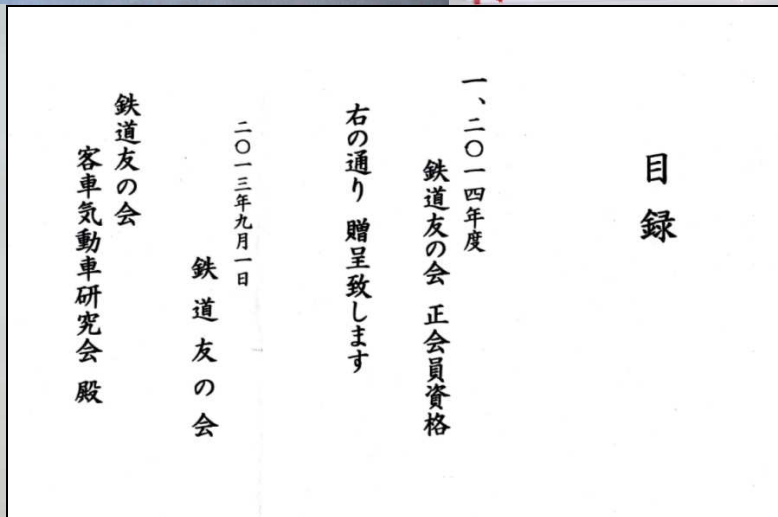 目録
一、二〇一四年度
鉄道友の会 正会員資格
右の通り 贈呈致します
二〇一三年九月一日
鉄道友の会
鉄道友の会
客車気動車研究会 殿